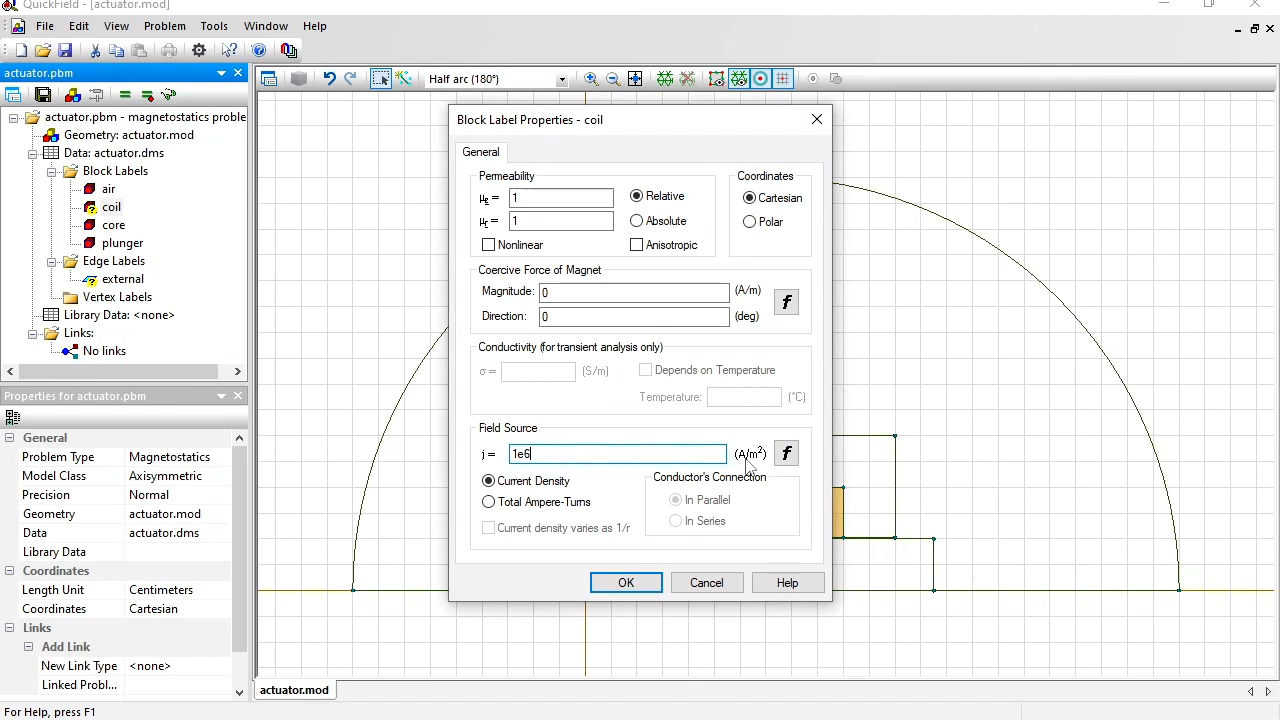 QuickField - [actuator.mod]
File Edit View Problem Tools Window Help
actuator.pbm
Half arc (180°)
actuator.pbm - magnetostatics proble
Geometry: actuator.mod
Data: actuator.dms
Block Labels
air
coil
core
plunger
Edge Labels
external
Vertex Labels
Library Data: <none>
Links:
No links
Properties for actuator.pbm
General
Problem Type Magnetostatics
Model Class Axisymmetric
Precision Normal
Geometry actuator.mod
Data actuator.dms
Library Data
Coordinates
Length Unit Centimeters
Coordinates Cartesian
Links
Add Link
New Link Type <none>
Linked Probl...
For Help, press F1
Block Label Properties - coil
General
Permeability
μz = 1
μr = 1
Relative
Absolute
Nonlinear
Anisotropic
Coordinates
Cartesian
Polar
Coercive Force of Magnet
Magnitude: 0 (A/m)
Direction: 0 (deg)
f
Conductivity (for transient analysis only)
σ = (S/m)
Depends on Temperature
Temperature: (°C)
Field Source
j = 1e6 (A/m²)
f
Current Density
Total Ampere-Turns
Current density varies as 1/r
Conductor's Connection
In Parallel
In Series
OK Cancel Help
actuator.mod